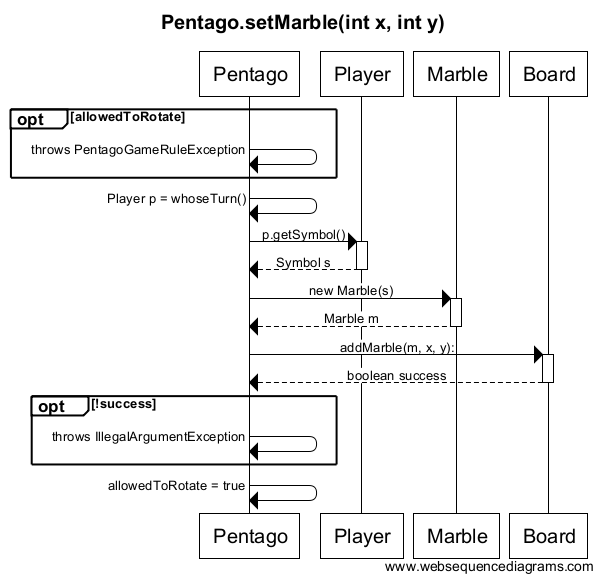 Pentago.setMarble(int x, int y)
Pentago Player Marble Board
opt [allowedToRotate]
throws PentagoGameRuleException
Player p = whoseTurn()
p.getSymbol()
Symbol s
new Marble(s)
Marble m
addMarble(m, x, y):
boolean success
opt [!success]
throws IllegalArgumentException
allowedToRotate = true
Pentago Player Marble Board
www.websequencediagrams.com